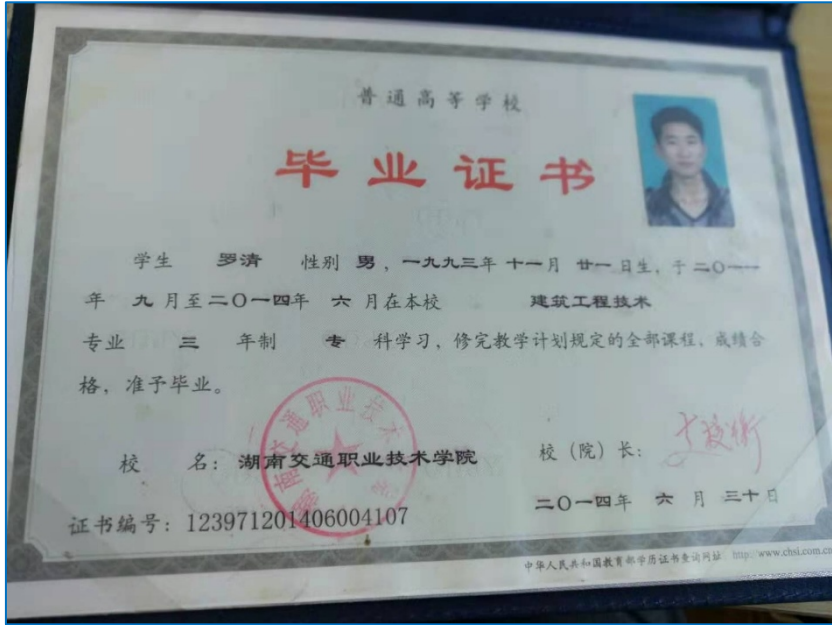 普通高等学校
毕业证书
学生 罗清 性别 男，一九九三年 十一月 廿一 日生，于 二〇一一
年 九 月至 二〇一四年 六 月在本校 建筑工程技术
专业 三 年制 专 科学习，修完教学计划规定的全部课程，成绩合
格，准予毕业。
校 名：湖南交通职业技术学院 校（院）长：
二〇一四年 六 月 三十日
证书编号：123971201406004107
中华人民共和国教育部学历证书查询网址 http: www.chsi.com.cn